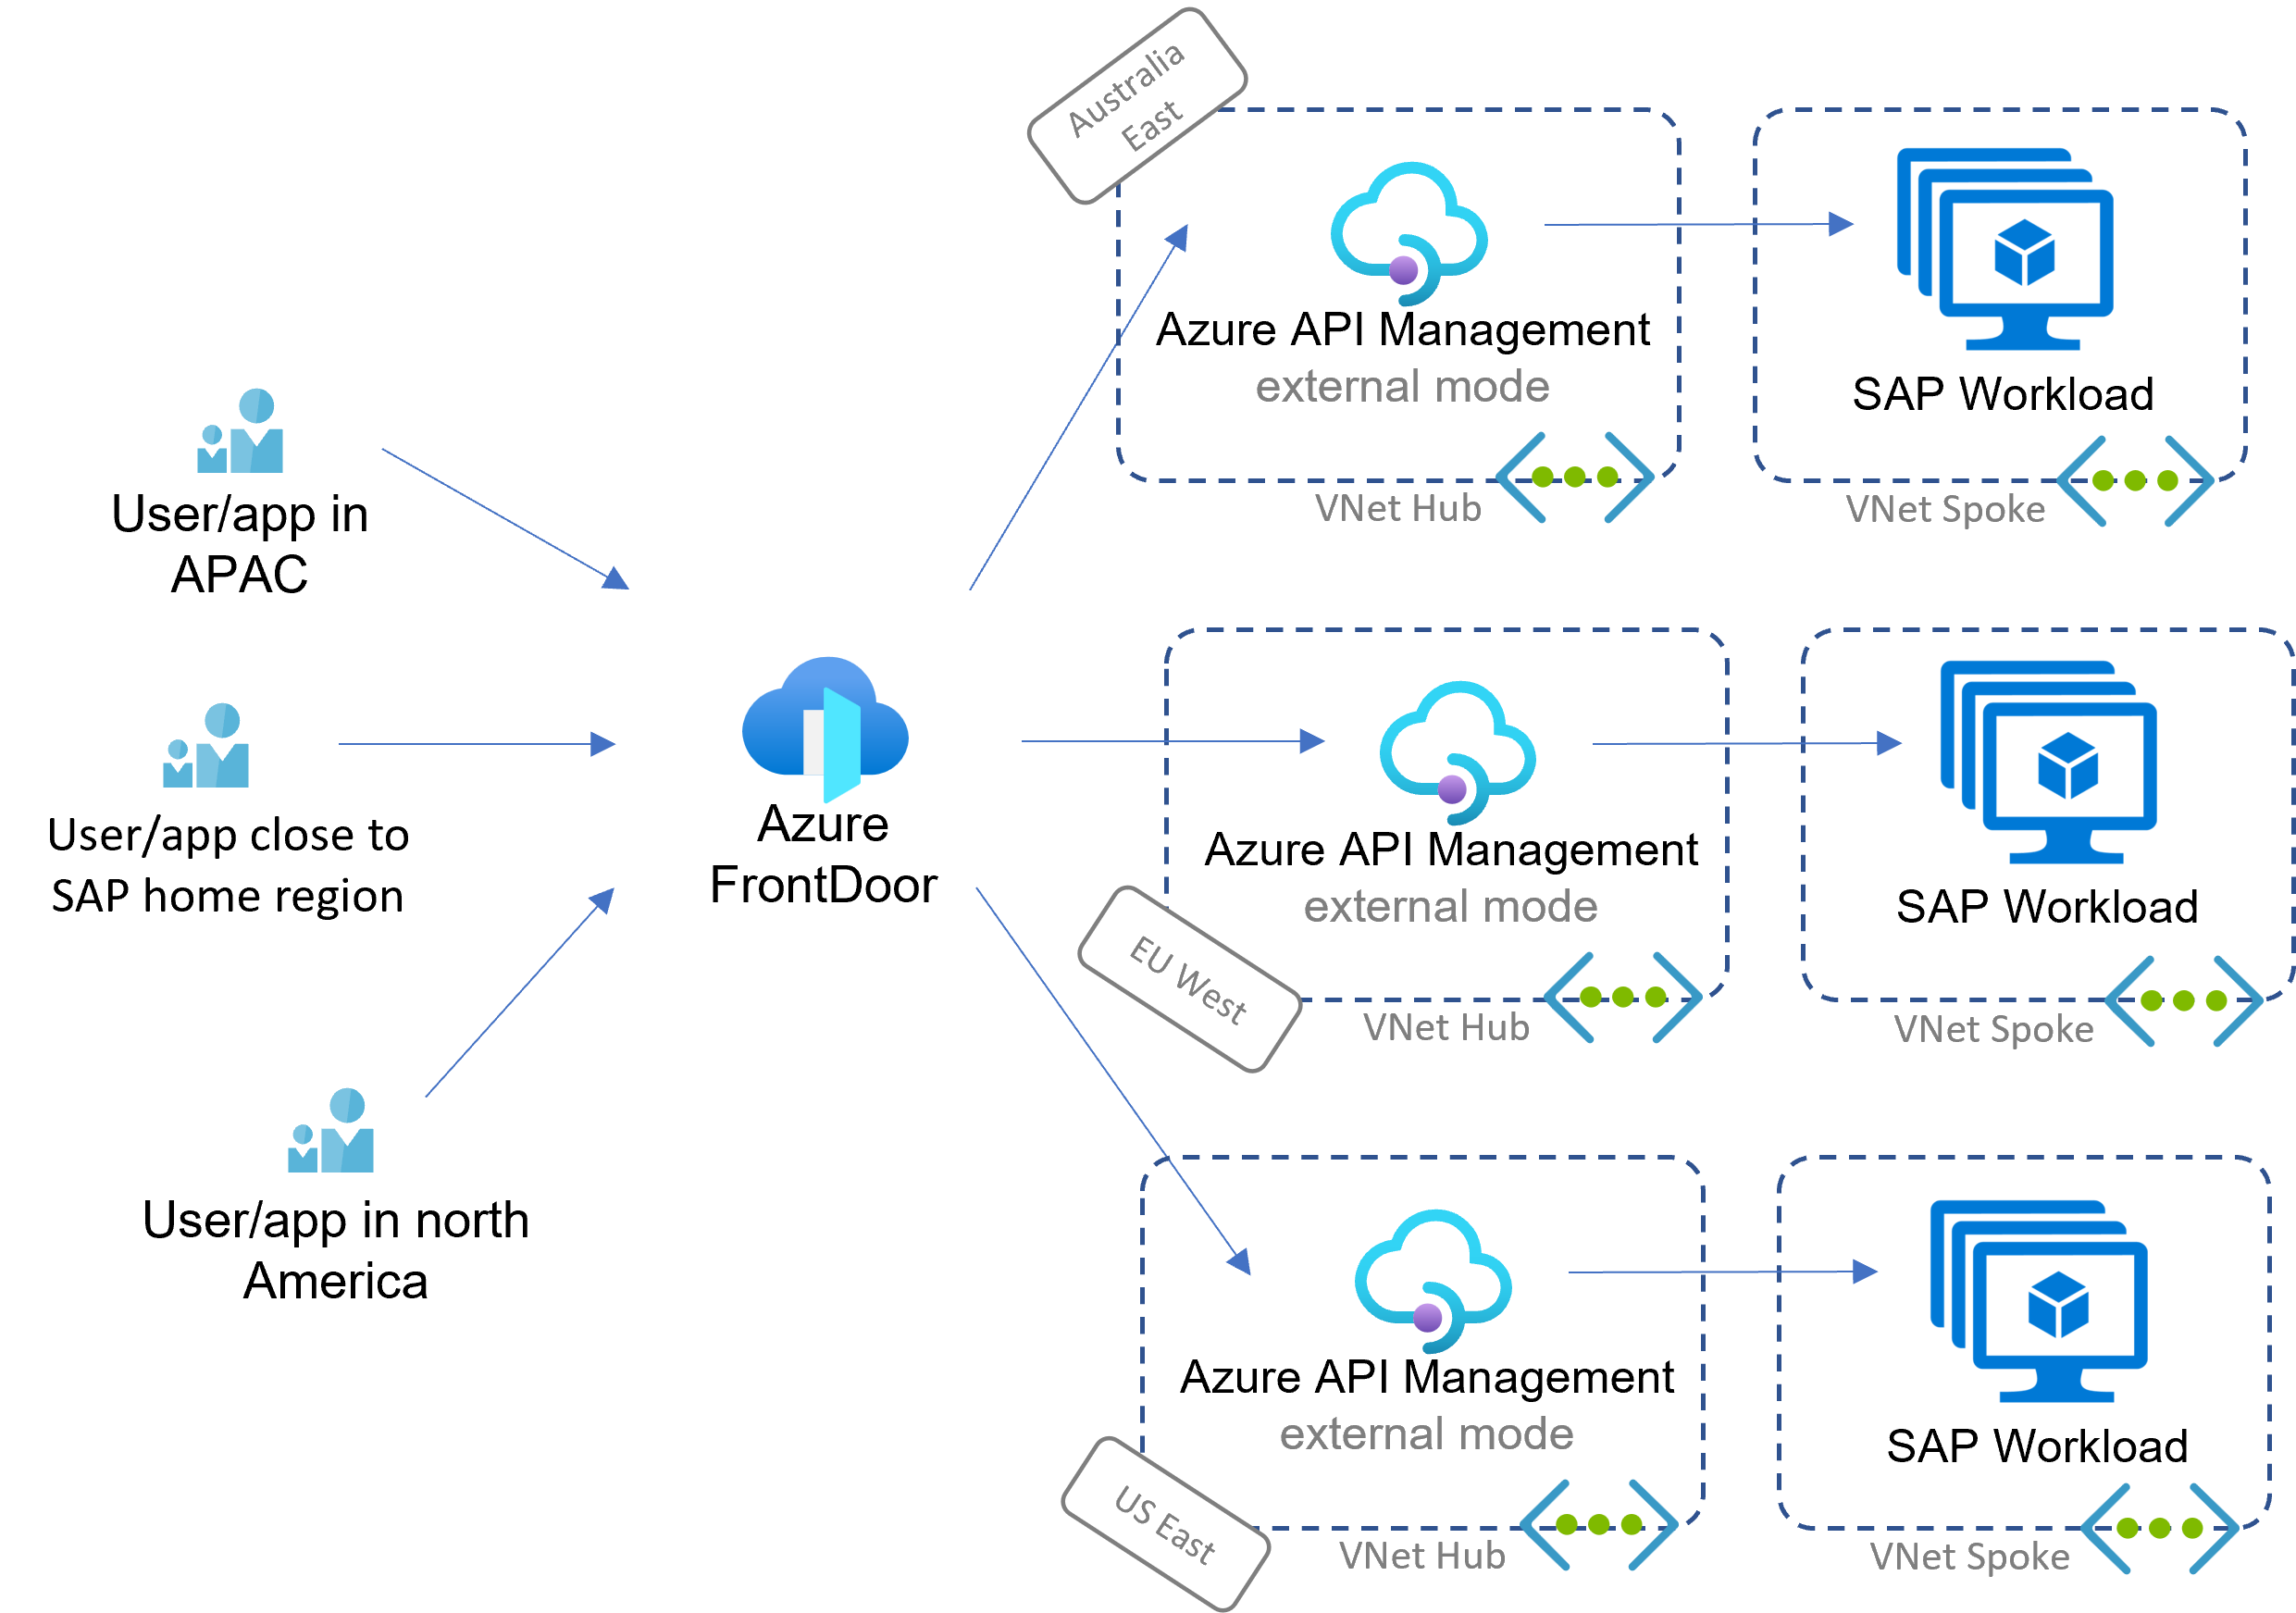 Australia
East
Azure API Management
external mode
VNet Hub
SAP Workload
VNet Spoke
User/app in
APAC
User/app close to
SAP home region
User/app in north
America
Azure
FrontDoor
Azure API Management
external mode
EU West
VNet Hub
SAP Workload
VNet Spoke
Azure API Management
external mode
US East
VNet Hub
SAP Workload
VNet Spoke